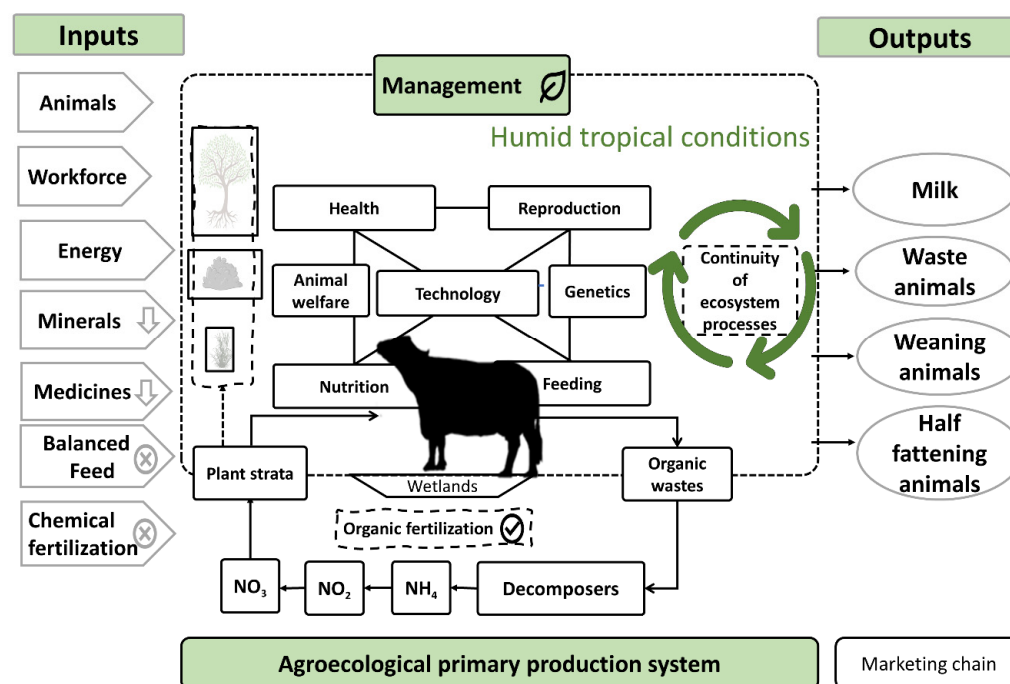 Inputs
Outputs
Management
Humid tropical conditions
Animals
Workforce
Energy
Minerals
Medicines
Balanced
Feed
Chemical
fertilization
Health
Reproduction
Animal
welfare
Technology
Genetics
Nutrition
Feeding
Continuity
of
ecosystem
processes
Milk
Waste
animals
Weaning
animals
Half
fattening
animals
Plant strata
Wetlands
Organic
wastes
Organic fertilization
NO₃
NO₂
NH₄
Decomposers
Agroecological primary production system
Marketing chain